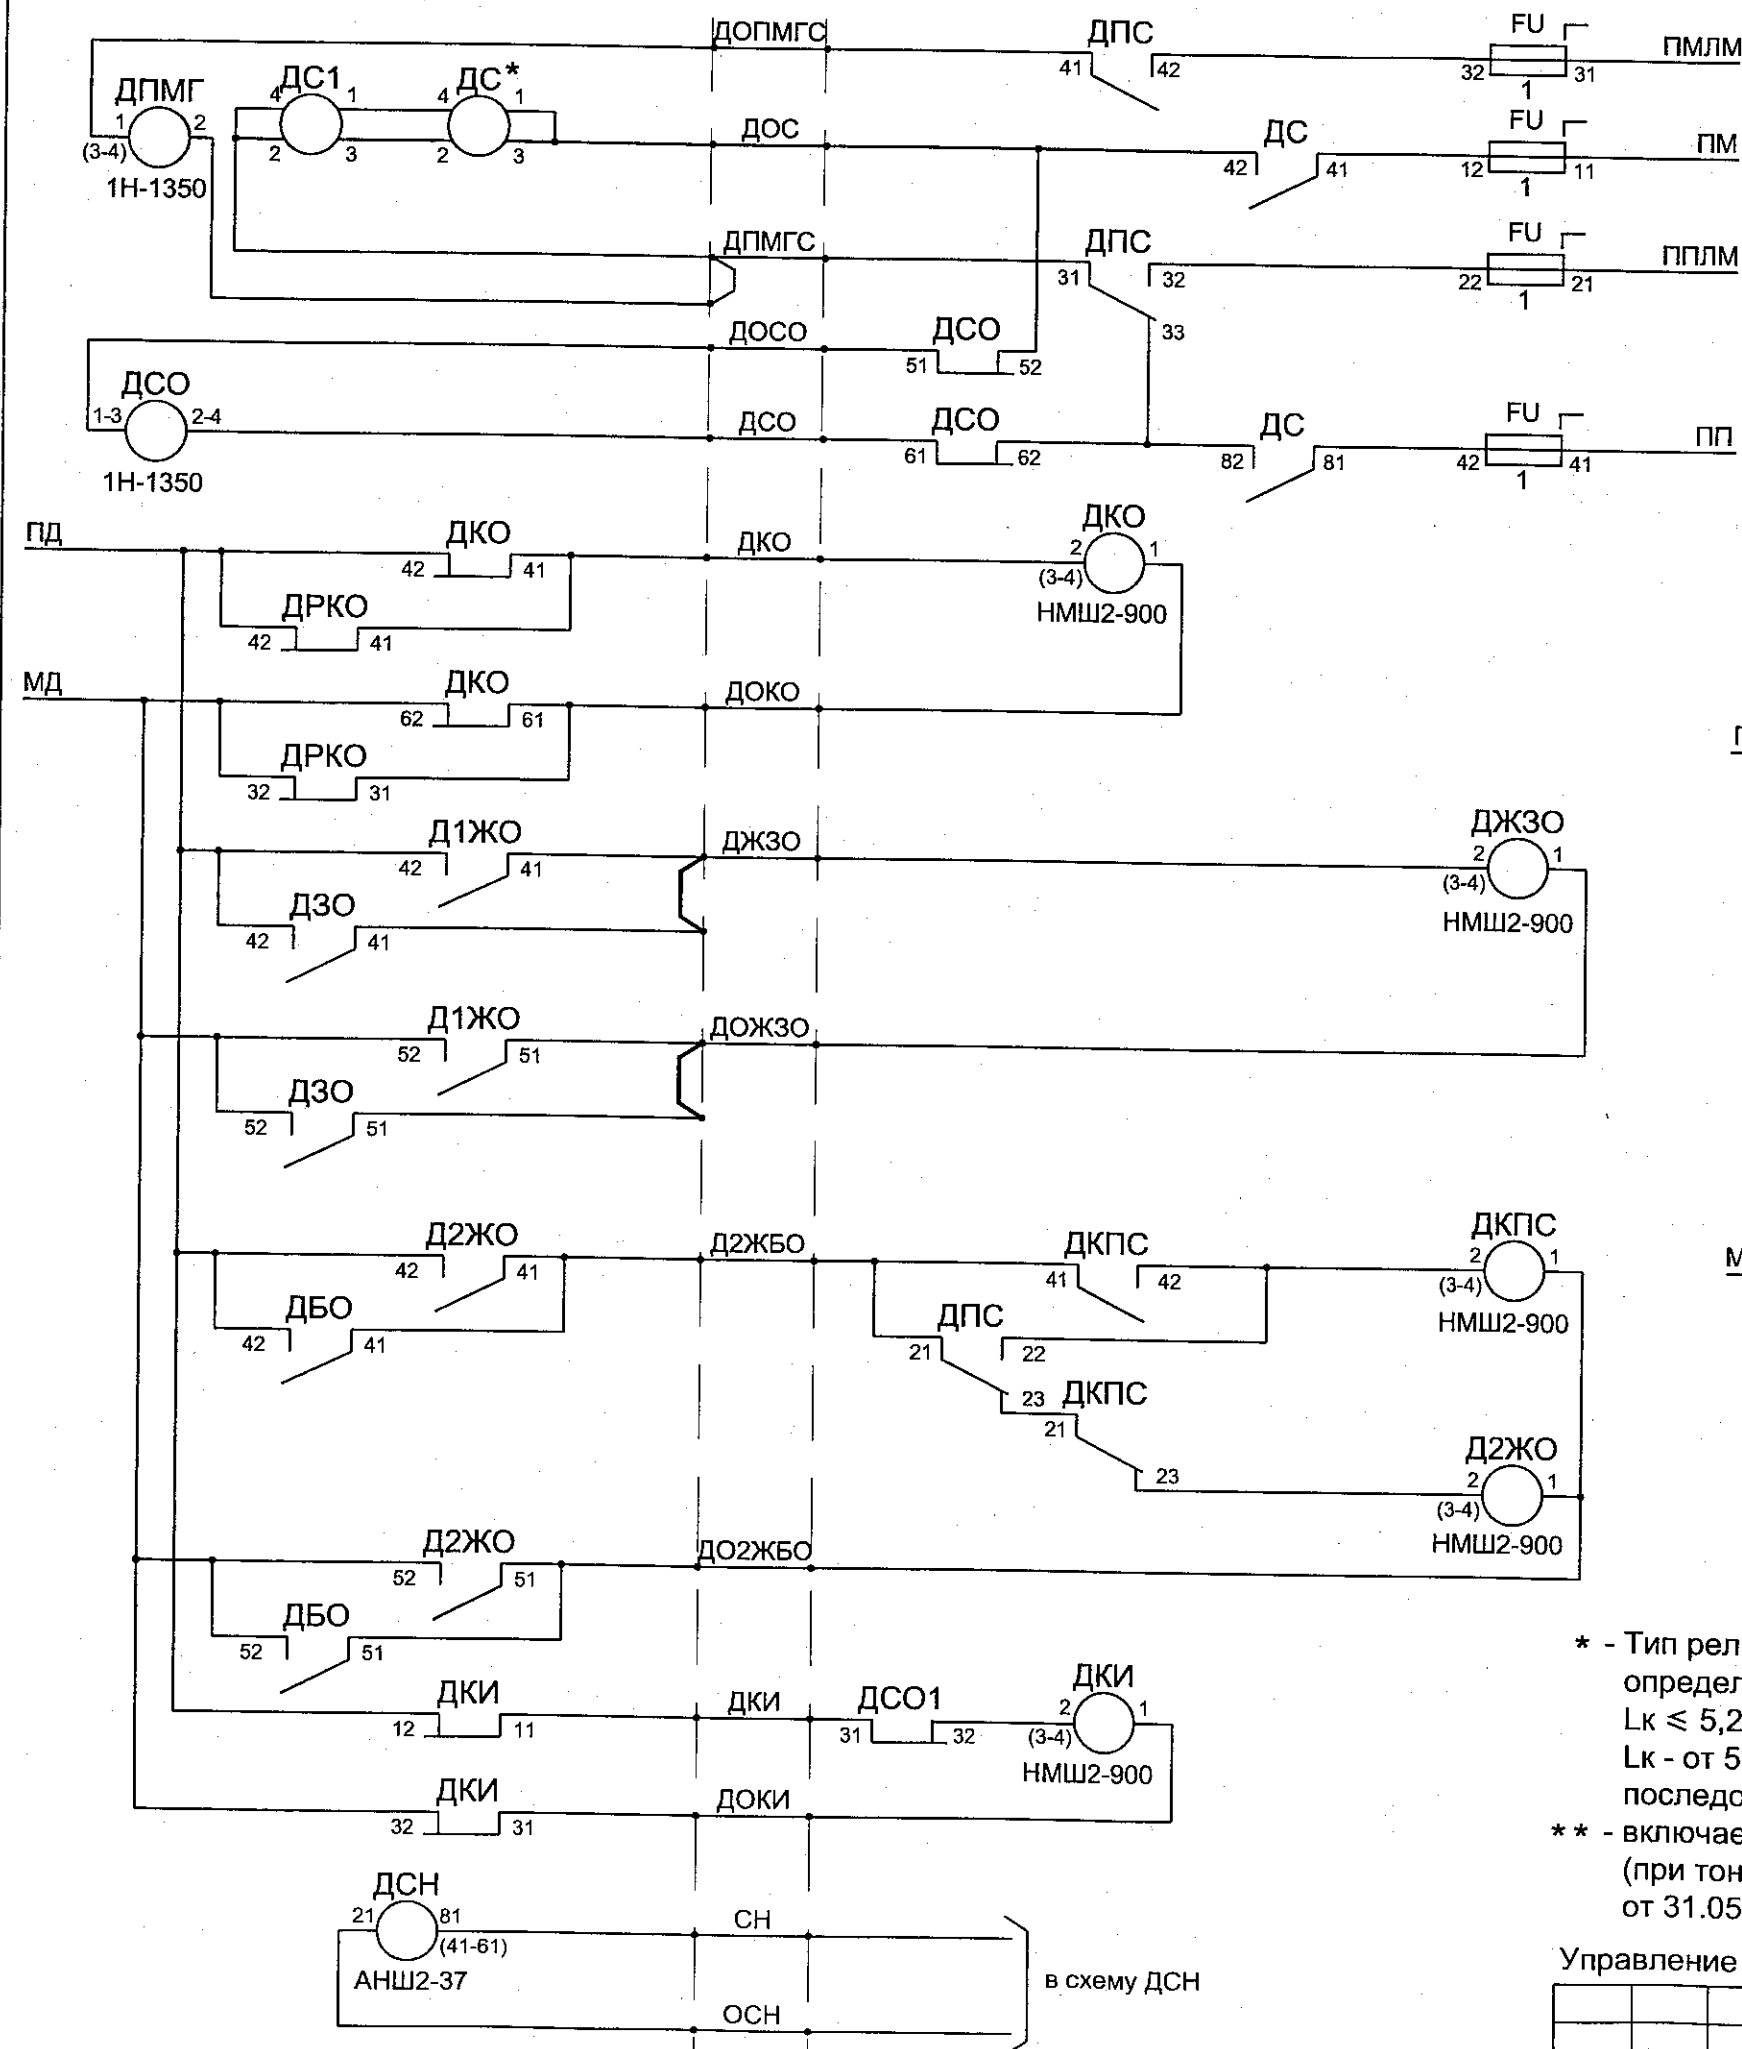 ДОПМГС ДПС FU ПМЛМ
41 42 32 31
1
ДПМГ ДС1 ДС*
1 2 4 1 4 1
(3-4) 2 3 2 3
1Н-1350
ДОС ДС FU ПМ
42 41 12 11
1
ДПМГС ДПС FU ППЛМ
31 32 22 21
33 1
ДОСО ДСО
51 52
ДСО
1-3 2-4
1Н-1350
ДСО ДСО ДС FU ПП
61 62 82 81 42 41
1
ПД ДКО ДКО ДКО
42 41 2 1
(3-4)
НМШ2-900
ДРКО
42 41
МД ДКО ДОКО
62 61
ДРКО
32 31
П
Д1ЖО ДЖЗО ДЖЗО
42 41 2 1
(3-4)
НМШ2-900
ДЗО
42 41
Д1ЖО ДОЖЗО
52 51
ДЗО
52 51
Д2ЖО Д2ЖБО ДКПС ДКПС
42 41 41 42 2 1
(3-4)
НМШ2-900
М
ДБО ДПС
42 41 21 22
23 ДКПС
21 23
Д2ЖО
2 1
(3-4)
НМШ2-900
Д2ЖО ДО2ЖБО
52 51
ДБО
52 51
ДКИ ДКИ ДСО1 ДКИ
12 11 31 32 2 1
(3-4)
НМШ2-900
ДКИ ДОКИ
32 31
ДСН
21 81
(41-61)
АНШ2-37
СН
в схему ДСН
ОСН
* - Тип рел
определ
Lк ⩽ 5,2
Lк - от 5
последо
** - включае
(при тон
от 31.05
Управление